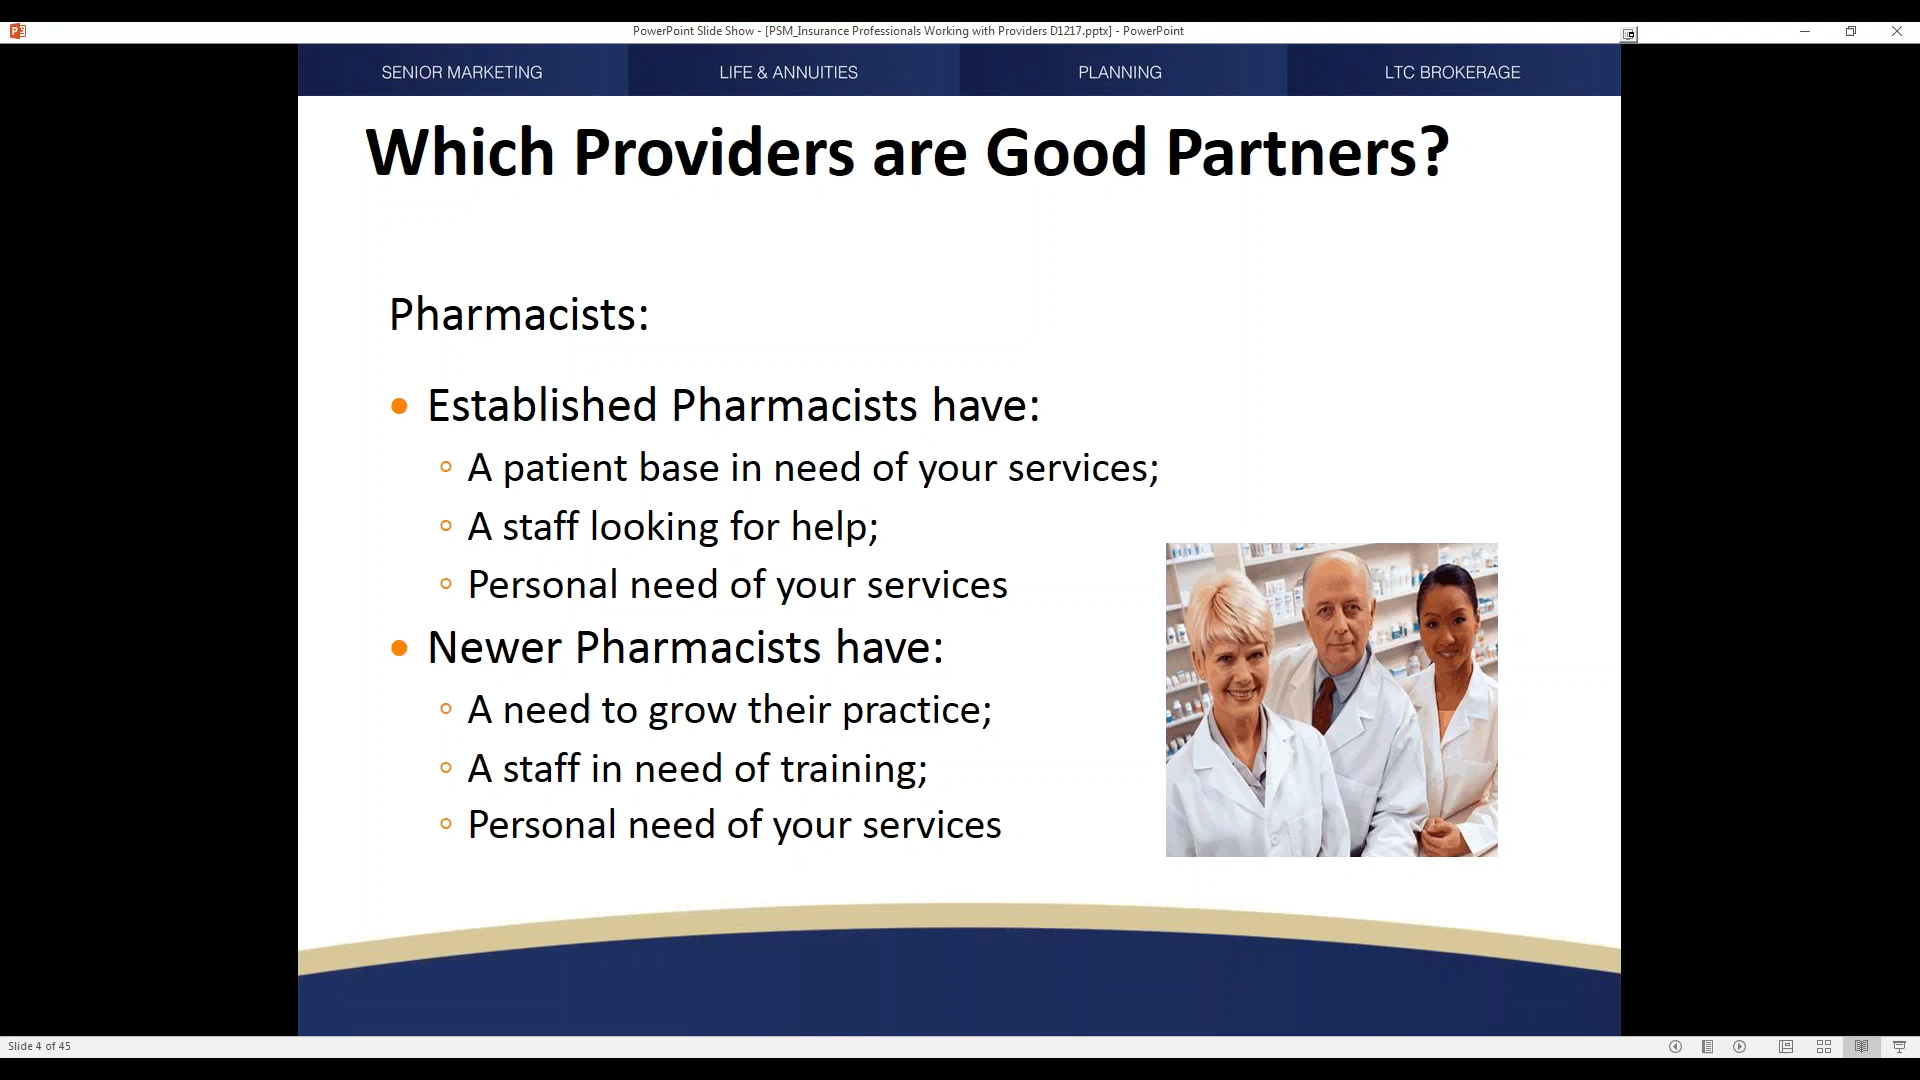 PowerPoint Slide Show - [PSM_Insurance Professionals Working with Providers D1217.pptx] - PowerPoint
SENIOR MARKETING
LIFE & ANNUITIES
PLANNING
LTC BROKERAGE
Which Providers are Good Partners?
Pharmacists:
Established Pharmacists have:
A patient base in need of your services;
A staff looking for help;
Personal need of your services
Newer Pharmacists have:
A need to grow their practice;
A staff in need of training;
Personal need of your services
Slide 4 of 45